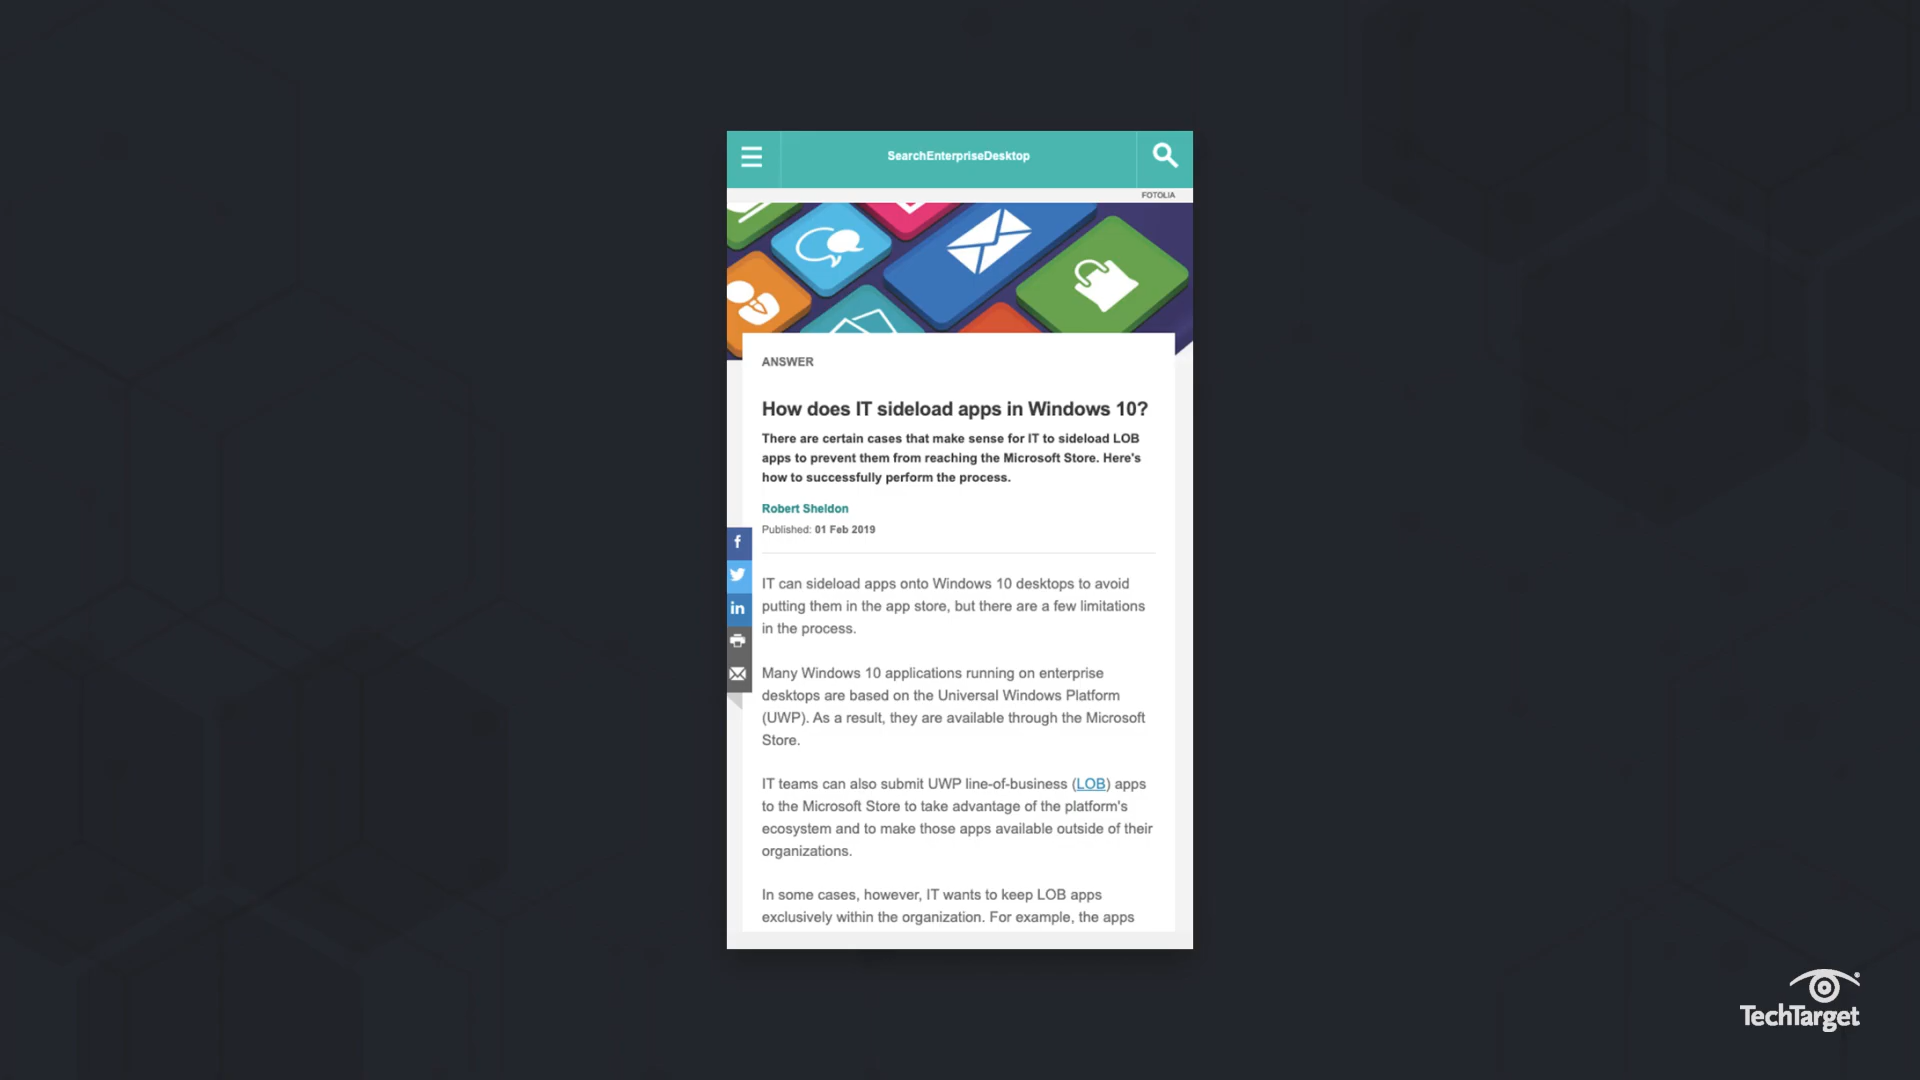 SearchEnterpriseDesktop
FOTOLIA
ANSWER
How does IT sideload apps in Windows 10?
There are certain cases that make sense for IT to sideload LOB
apps to prevent them from reaching the Microsoft Store. Here's
how to successfully perform the process.
Robert Sheldon
Published: 01 Feb 2019
f
in
IT can sideload apps onto Windows 10 desktops to avoid
putting them in the app store, but there are a few limitations
in the process.
Many Windows 10 applications running on enterprise
desktops are based on the Universal Windows Platform
(UWP). As a result, they are available through the Microsoft
Store.
IT teams can also submit UWP line-of-business (LOB) apps
to the Microsoft Store to take advantage of the platform's
ecosystem and to make those apps available outside of their
organizations.
In some cases, however, IT wants to keep LOB apps
exclusively within the organization. For example, the apps
TechTarget